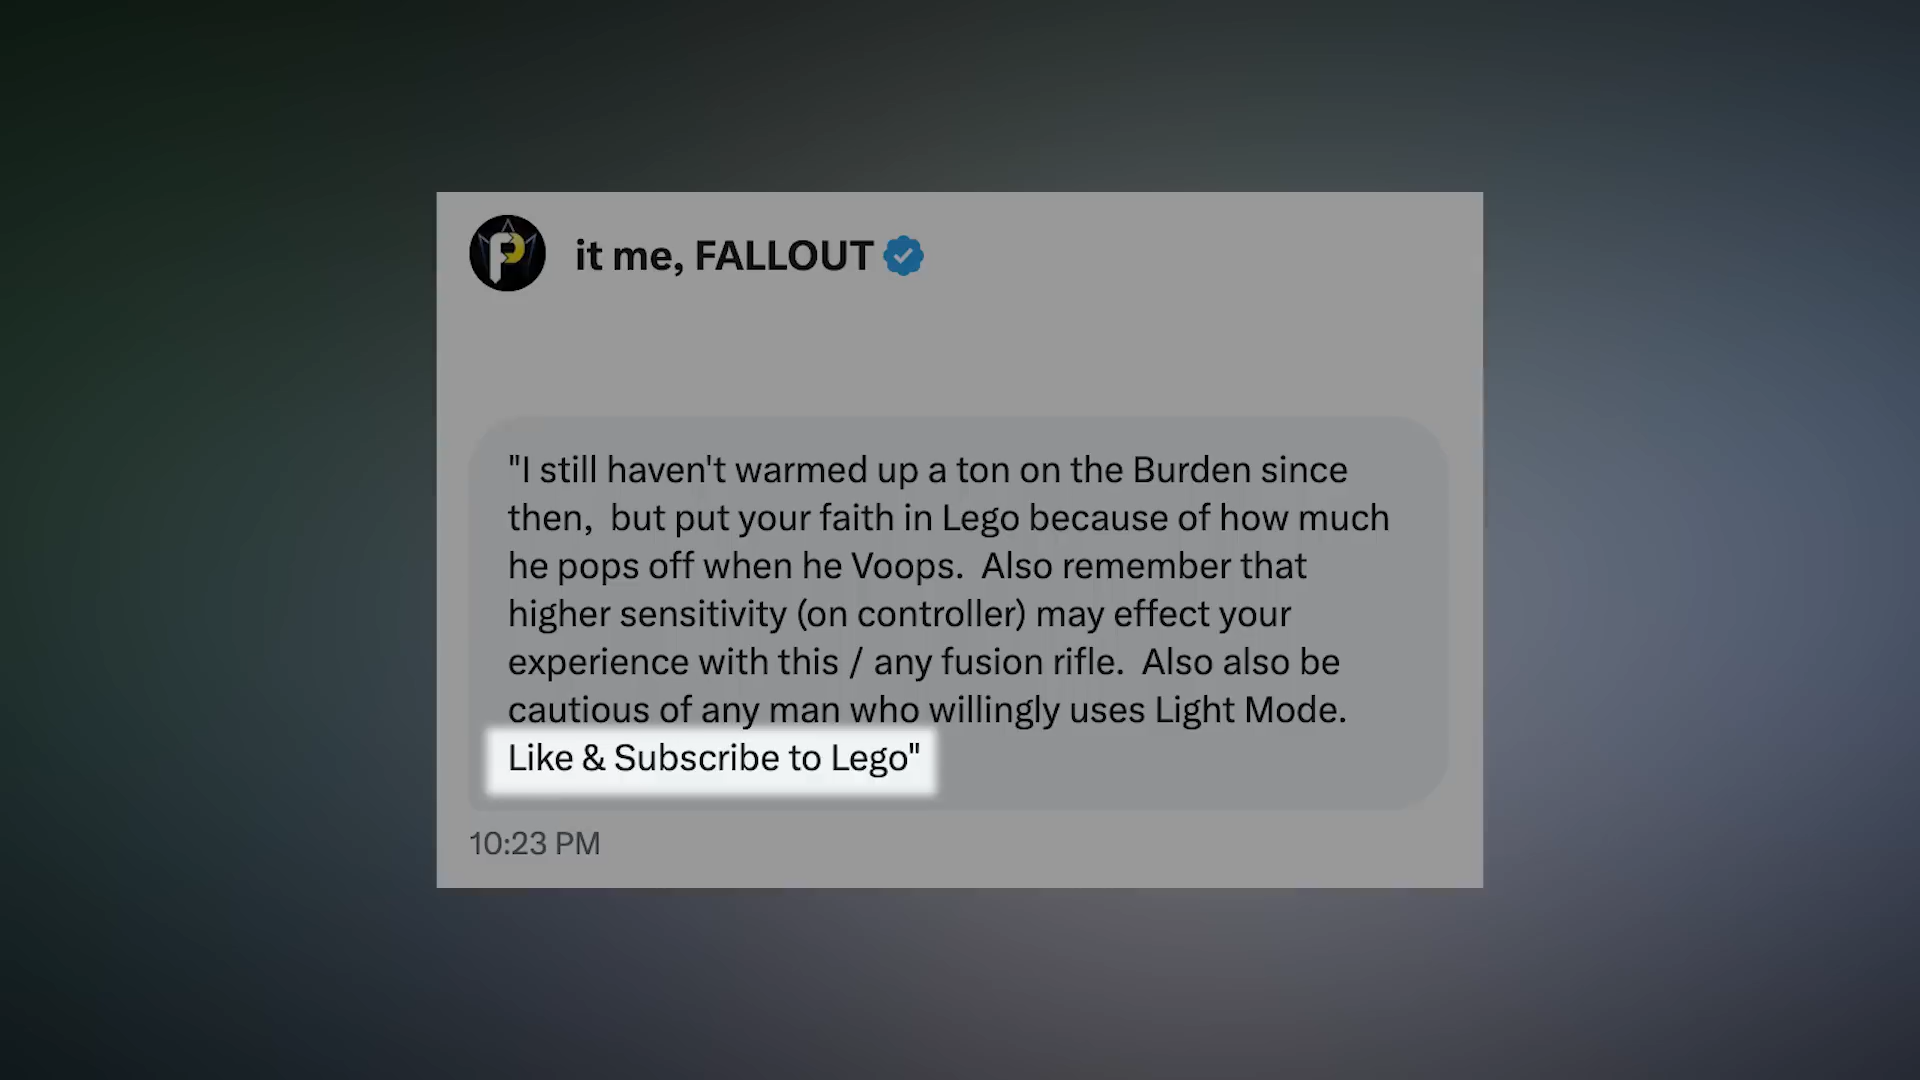 it me, FALLOUT
"I still haven't warmed up a ton on the Burden since
then,  but put your faith in Lego because of how much
he pops off when he Voops.  Also remember that
higher sensitivity (on controller) may effect your
experience with this / any fusion rifle.  Also also be
cautious of any man who willingly uses Light Mode.
Like & Subscribe to Lego"
10:23 PM